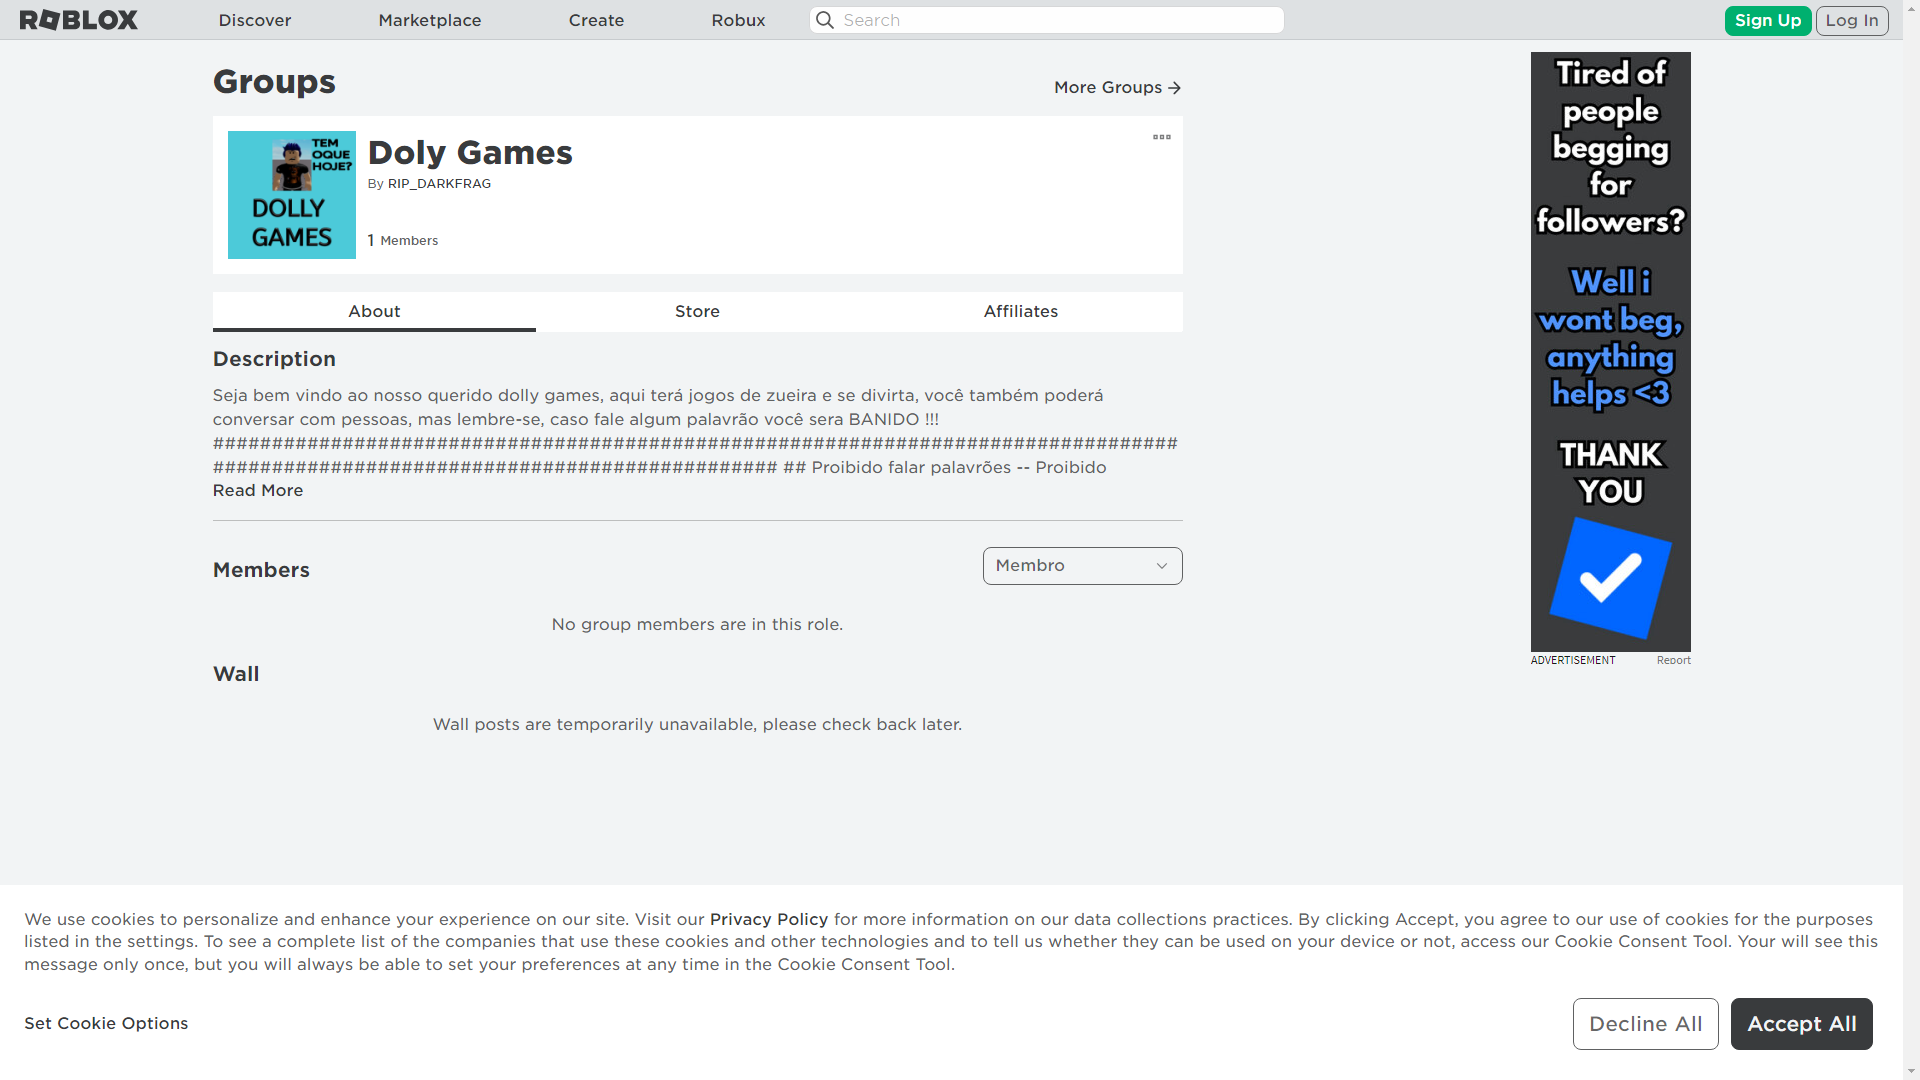 ROBLOX
Discover
Marketplace
Create
Robux
Search
Sign Up
Log In
Groups
More Groups
TEM
OQUE
HOJE?
DOLLY
GAMES
Doly Games
By RIP_DARKFRAG
1 Members
About
Store
Affiliates
Description
Seja bem vindo ao nosso querido dolly games, aqui terá jogos de zueira e se divirta, você também poderá
conversar com pessoas, mas lembre-se, caso fale algum palavrão você sera BANIDO !!!
##################################################################################
################################################ ## Proibido falar palavrões -- Proibido
Read More
Members
Membro
No group members are in this role.
Wall
Wall posts are temporarily unavailable, please check back later.
Tired of
people
begging
for
followers?
Well i
wont beg,
anything
helps <3
THANK
YOU
ADVERTISEMENT
Report
We use cookies to personalize and enhance your experience on our site. Visit our Privacy Policy for more information on our data collections practices. By clicking Accept, you agree to our use of cookies for the purposes
listed in the settings. To see a complete list of the companies that use these cookies and other technologies and to tell us whether they can be used on your device or not, access our Cookie Consent Tool. Your will see this
message only once, but you will always be able to set your preferences at any time in the Cookie Consent Tool.
Set Cookie Options
Decline All
Accept All